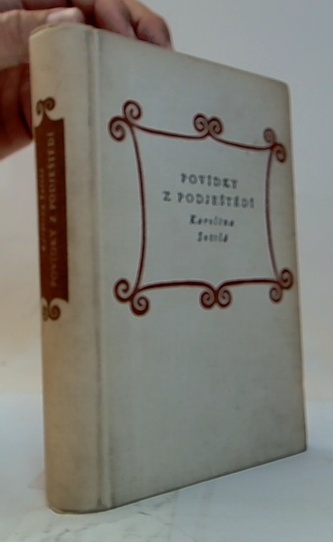 POVÍDKY
Z PODJEŠTĚDÍ
Karolina
Světlá
POVÍDKY Z PODJEŠTĚDÍ